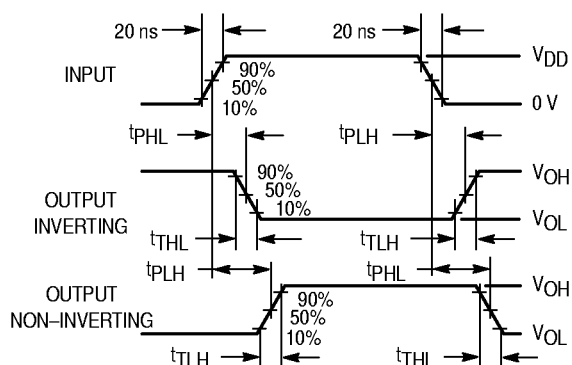 20 ns
20 ns
INPUT
90%
50%
10%
VDD
0 V
tPHL
tPLH
OUTPUT
INVERTING
90%
50%
10%
VOH
VOL
tTHL
tTLH
tPLH
tPHL
OUTPUT
NON–INVERTING
90%
50%
10%
VOH
VOL
tTLH
tTHL